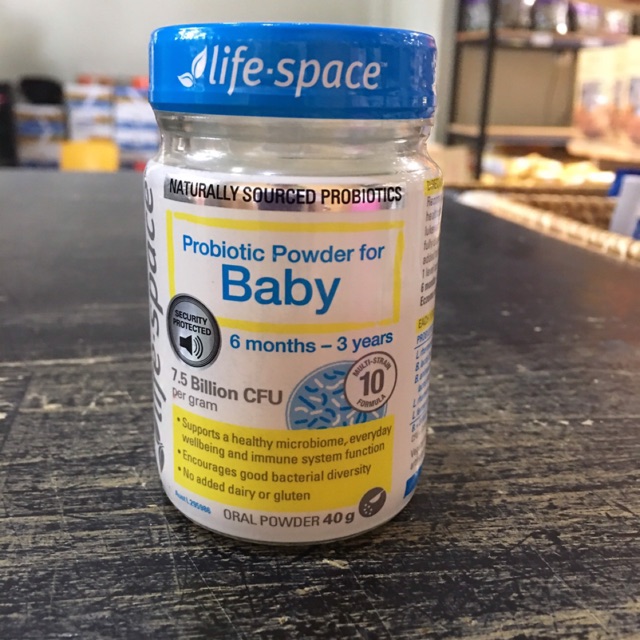 life-space™
NATURALLY SOURCED PROBIOTICS
Probiotic Powder for
Baby
SECURITY
PROTECTED
6 months – 3 years
7.5 Billion CFU
per gram
MULTI-STRAIN
10
FORMULA
• Supports a healthy microbiome, everyday
wellbeing and immune system function
• Encourages good bacterial diversity
• No added dairy or gluten
ORAL POWDER 40 g
life-space